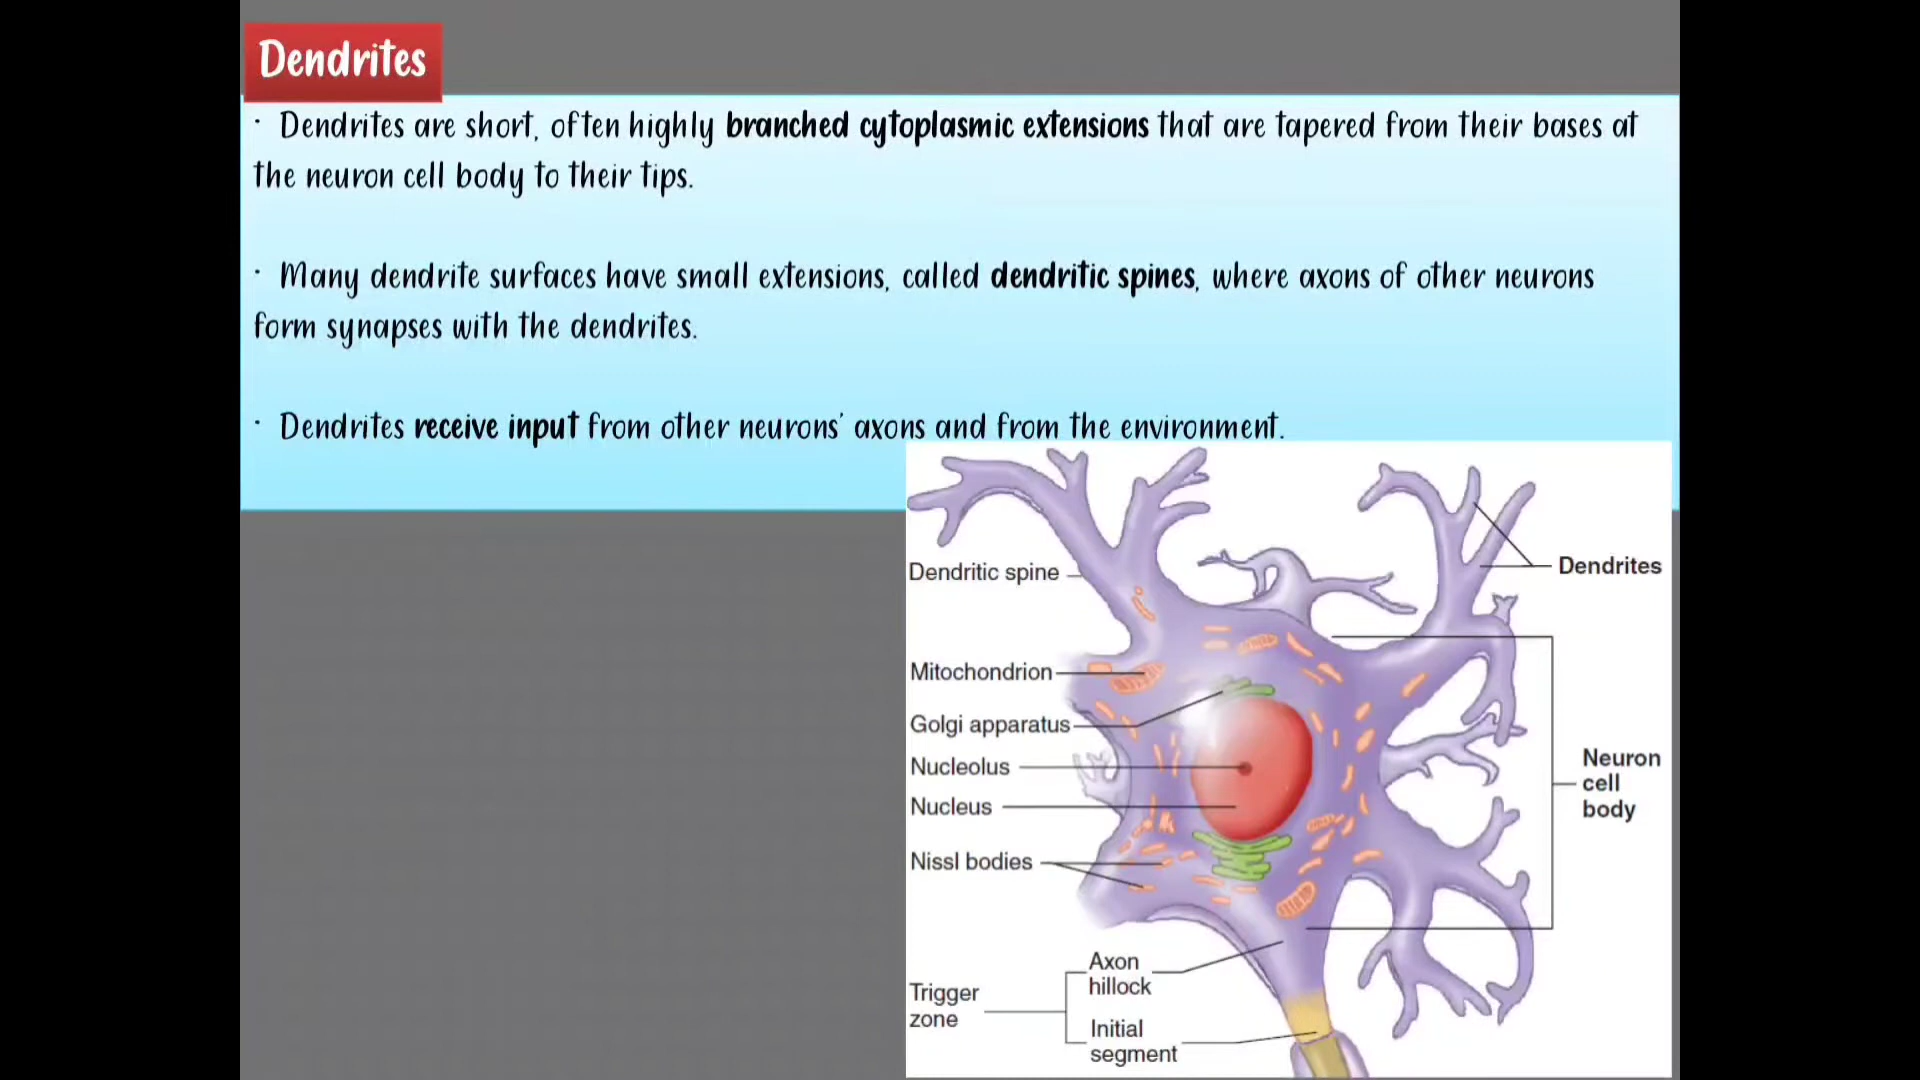 Dendrites
· Dendrites are short, often highly branched cytoplasmic extensions that are tapered from their bases at
the neuron cell body to their tips.
· Many dendrite surfaces have small extensions, called dendritic spines, where axons of other neurons
form synapses with the dendrites.
· Dendrites receive input from other neurons' axons and from the environment.
Dendritic spine
Dendrites
Mitochondrion
Golgi apparatus
Nucleolus
Nucleus
Nissl bodies
Neuron
cell
body
Axon
hillock
Trigger
zone
Initial
segment